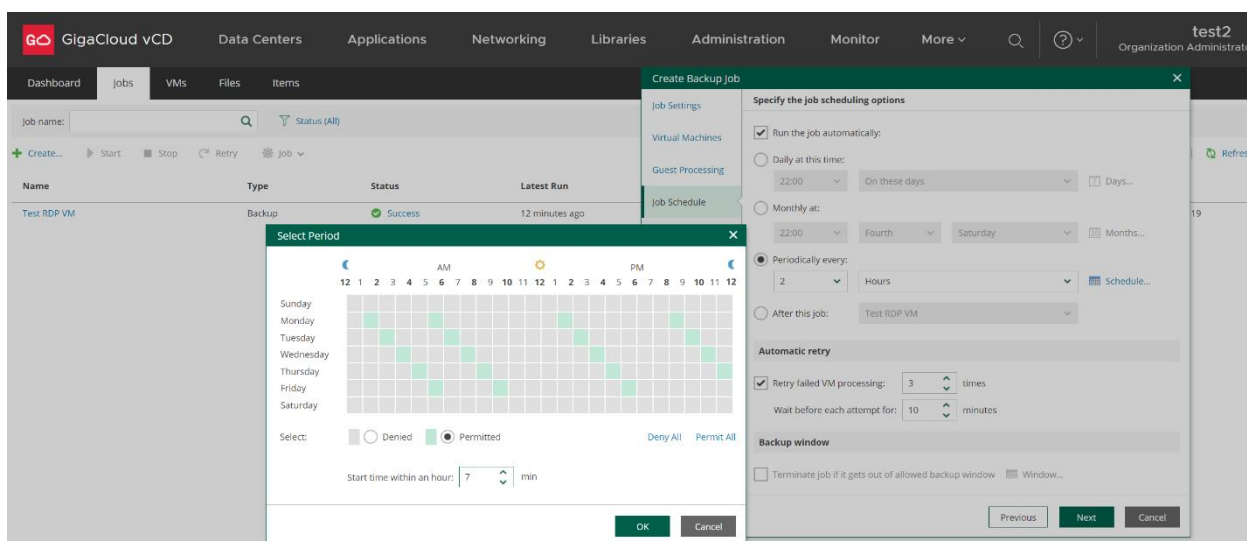 GO GigaCloud vCD Data Centers Applications Networking Libraries Administration Monitor More test2
Organization Administrato
Dashboard Jobs VMs Files Items
Job name: Status (All)
Create... Start Stop Retry Job Refres
Name Type Status Latest Run
Test RDP VM Backup Success 12 minutes ago 19
Create Backup Job
Job Settings
Virtual Machines
Guest Processing
Job Schedule
Specify the job scheduling options
Run the job automatically:
Daily at this time:
22:00 On these days Days...
Monthly at:
22:00 Fourth Saturday Months...
Periodically every:
2 Hours Schedule...
After this job: Test RDP VM
Automatic retry
Retry failed VM processing: 3 times
Wait before each attempt for: 10 minutes
Backup window
Terminate job if it gets out of allowed backup window Window...
Previous Next Cancel
Select Period
AM PM
12 1 2 3 4 5 6 7 8 9 10 11 12 1 2 3 4 5 6 7 8 9 10 11 12
Sunday
Monday
Tuesday
Wednesday
Thursday
Friday
Saturday
Select: Denied Permitted Deny All Permit All
Start time within an hour: 7 min
OK Cancel